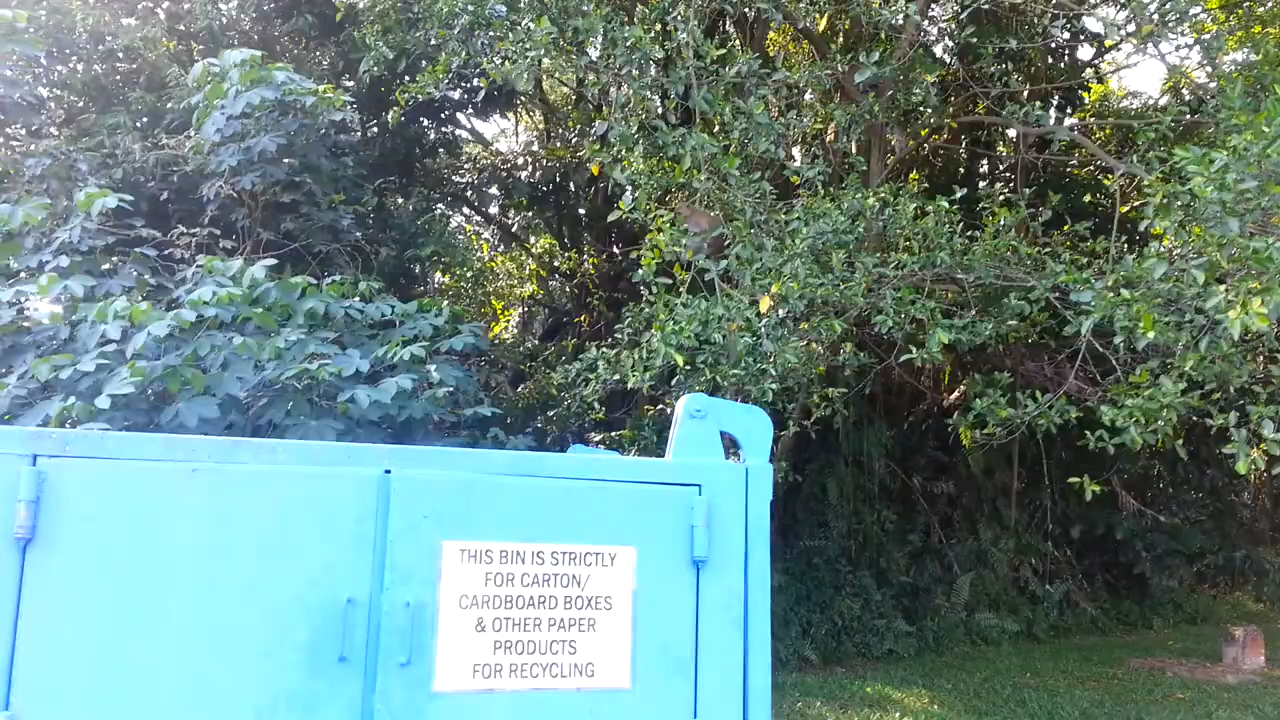 THIS BIN IS STRICTLY
FOR CARTON/
CARDBOARD BOXES
& OTHER PAPER
PRODUCTS
FOR RECYCLING